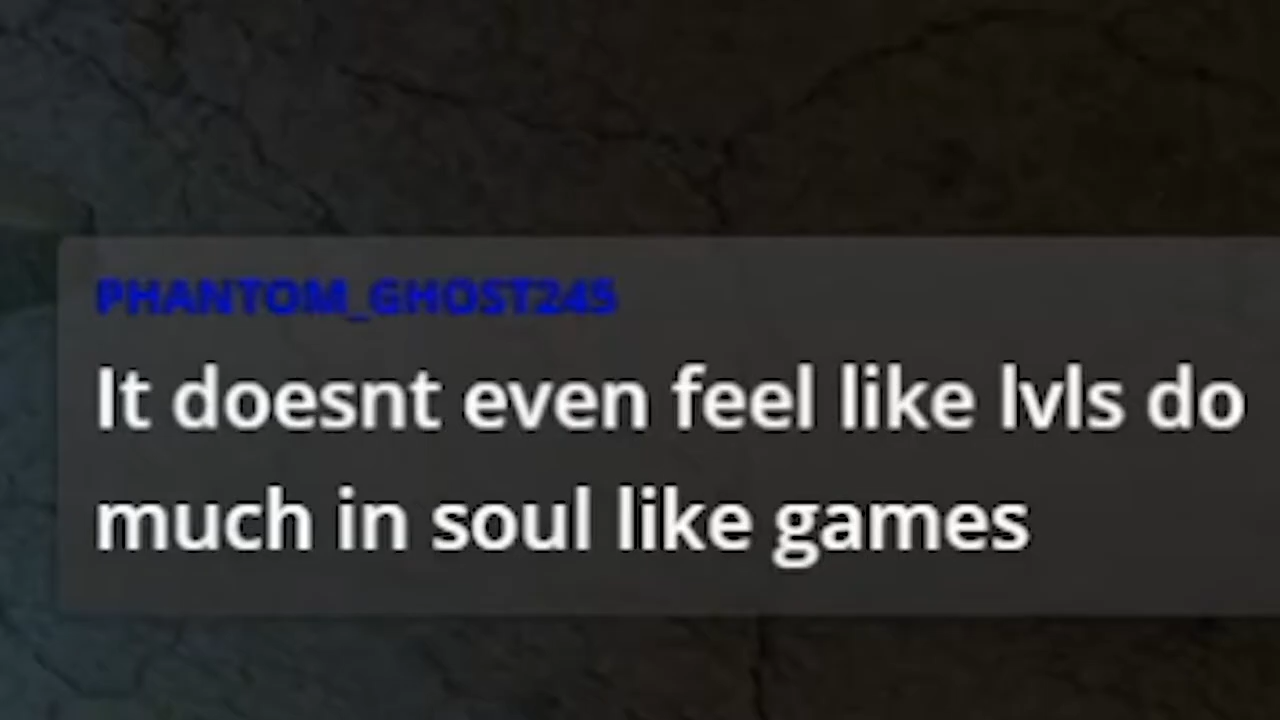 PHANTOM_GHOST245
It doesnt even feel like lvls do
much in soul like games